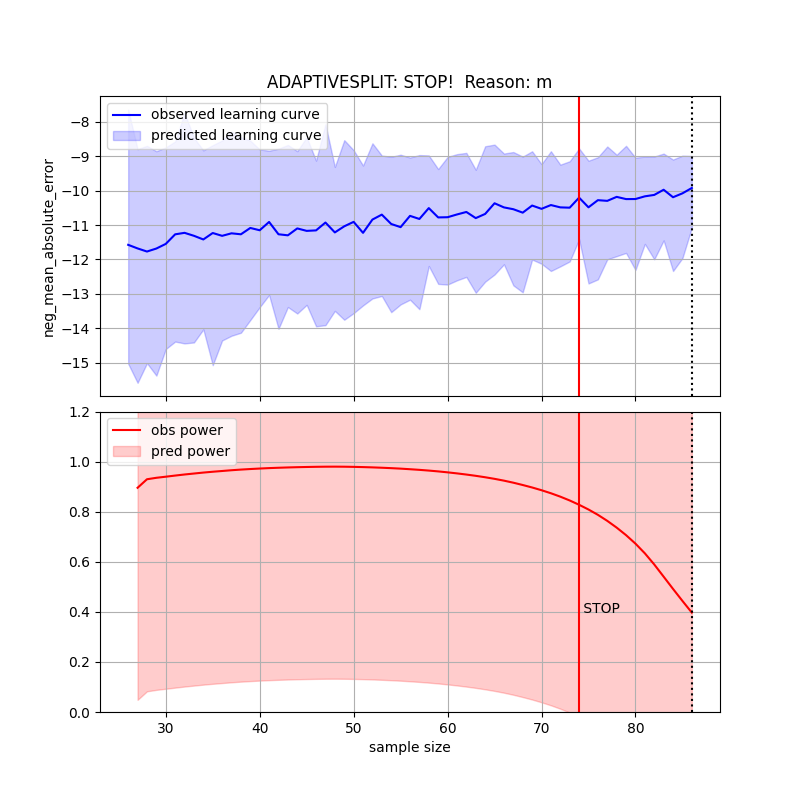 ADAPTIVESPLIT: STOP!  Reason: m
observed learning curve
predicted learning curve
neg_mean_absolute_error
−8
−9
−10
−11
−12
−13
−14
−15
obs power
pred power
1.2
1.0
0.8
0.6
0.4
0.2
0.0
STOP
30 40 50 60 70 80
sample size